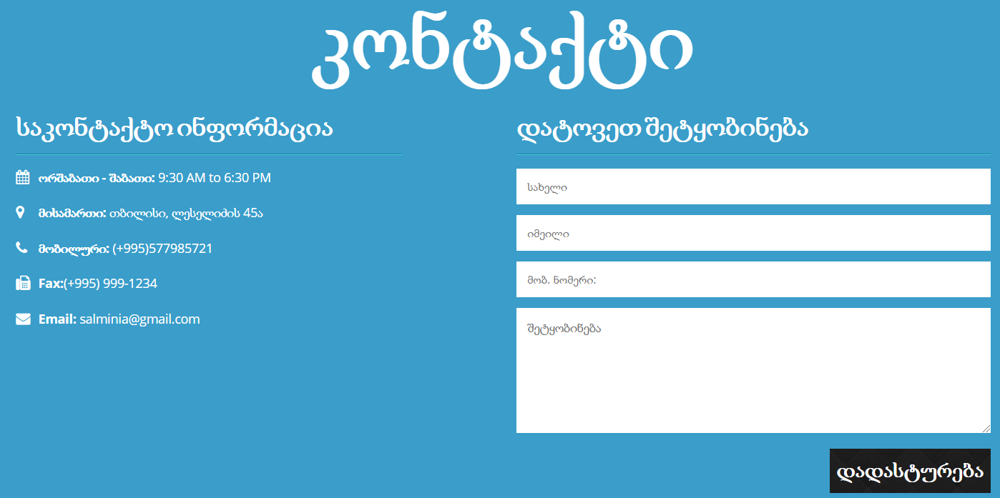 კონტაქტი
საკონტაქტო ინფორმაცია
ორშაბათი - შაბათი: 9:30 AM to 6:30 PM
მისამართი: თბილისი, ლესელიძის 45ა
მობილური: (+995)577985721
Fax:(+995) 999-1234
Email: salminia@gmail.com
დატოვეთ შეტყობინება
სახელი
იმეილი
მობ. ნომერი:
შეტყობინება
დადასტურება